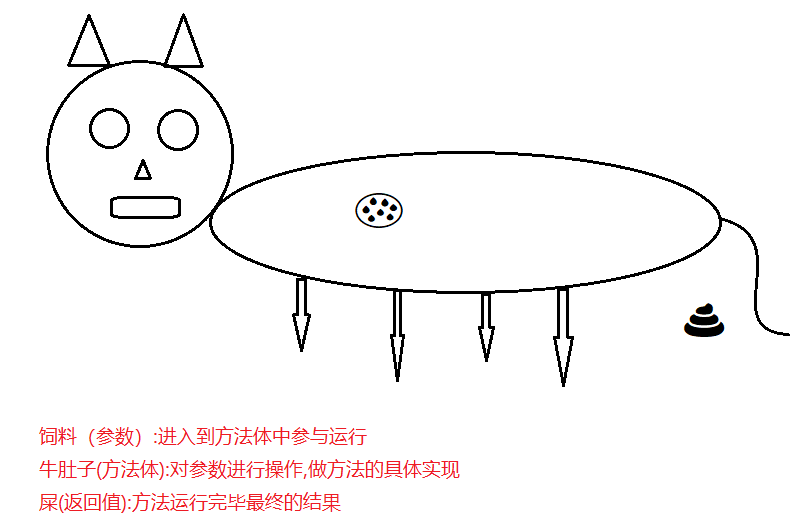 饲料（参数）:进入到方法体中参与运行
牛肚子(方法体):对参数进行操作,做方法的具体实现
屎(返回值):方法运行完毕最终的结果